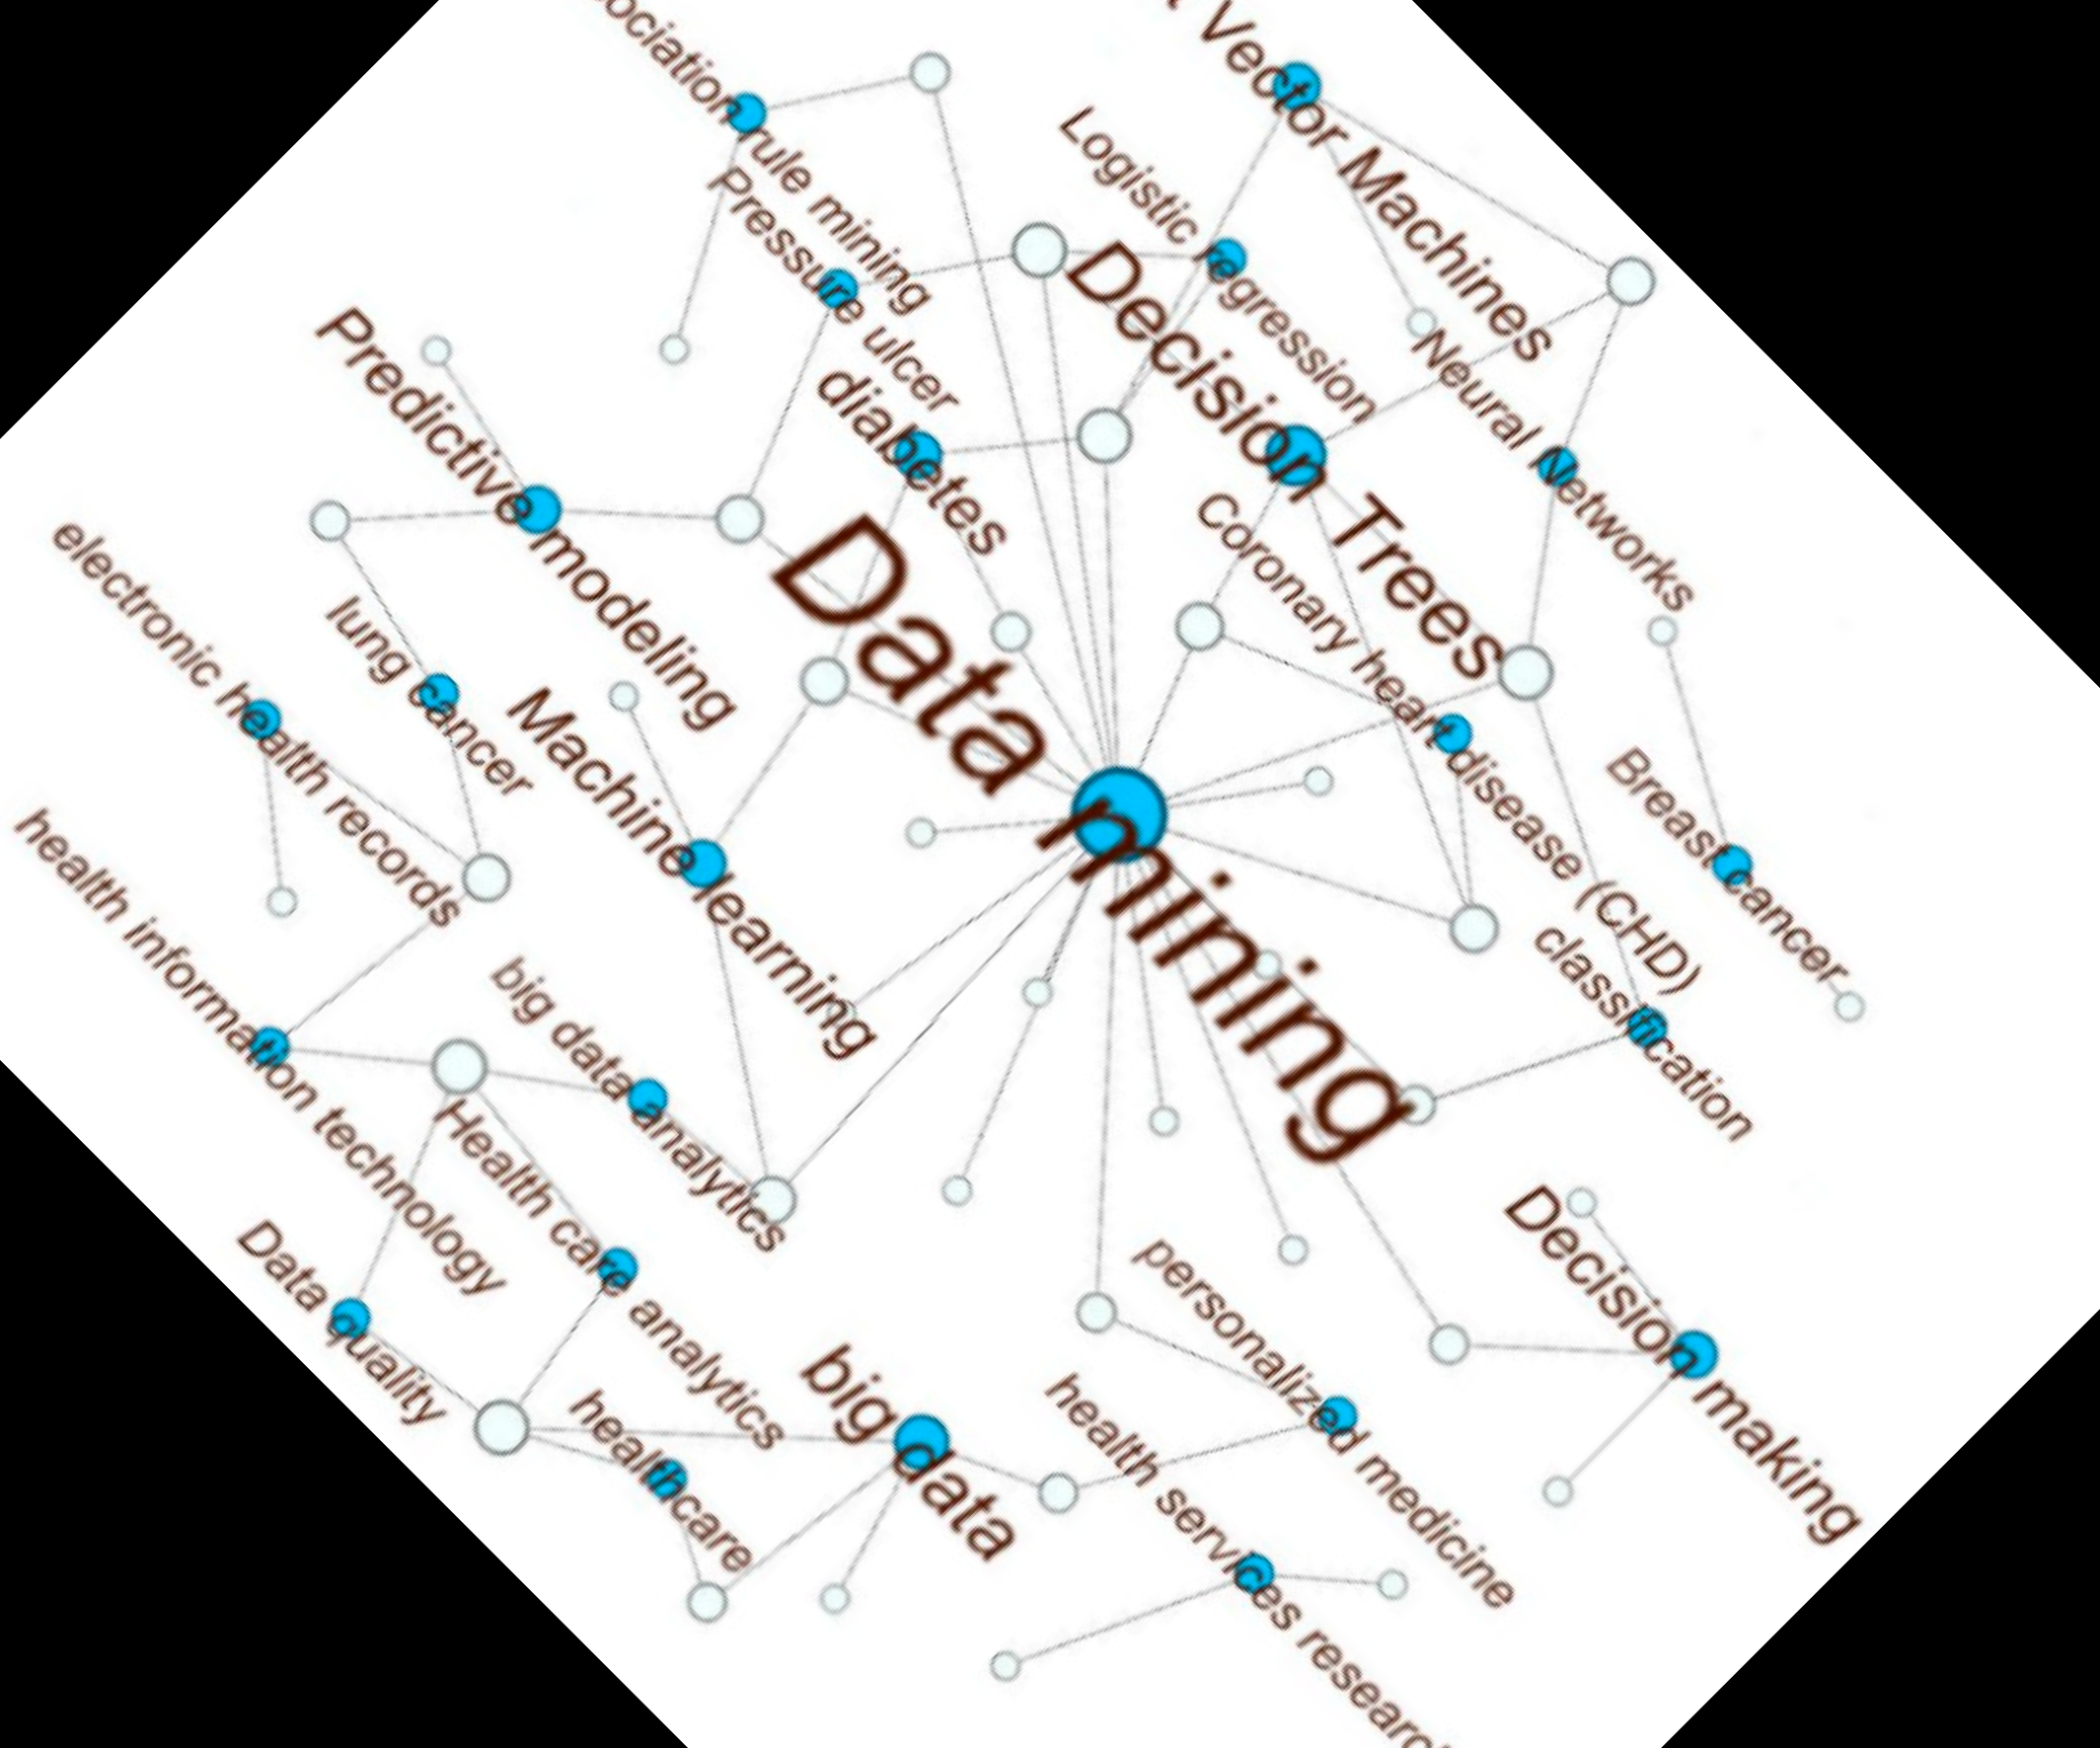 rule mining
Vector Machines
Logistic regression
Pressure ulcer
Decision Trees
Neural Networks
Predictive modeling
diabetes
Coronary heart disease (CHD)
Data mining
electronic health records
lung cancer
Machine learning
Breast cancer
classification
health information technology
big data analytics
Health care analytics
Decision making
Data quality
personalized medicine
healthcare
big data
health services